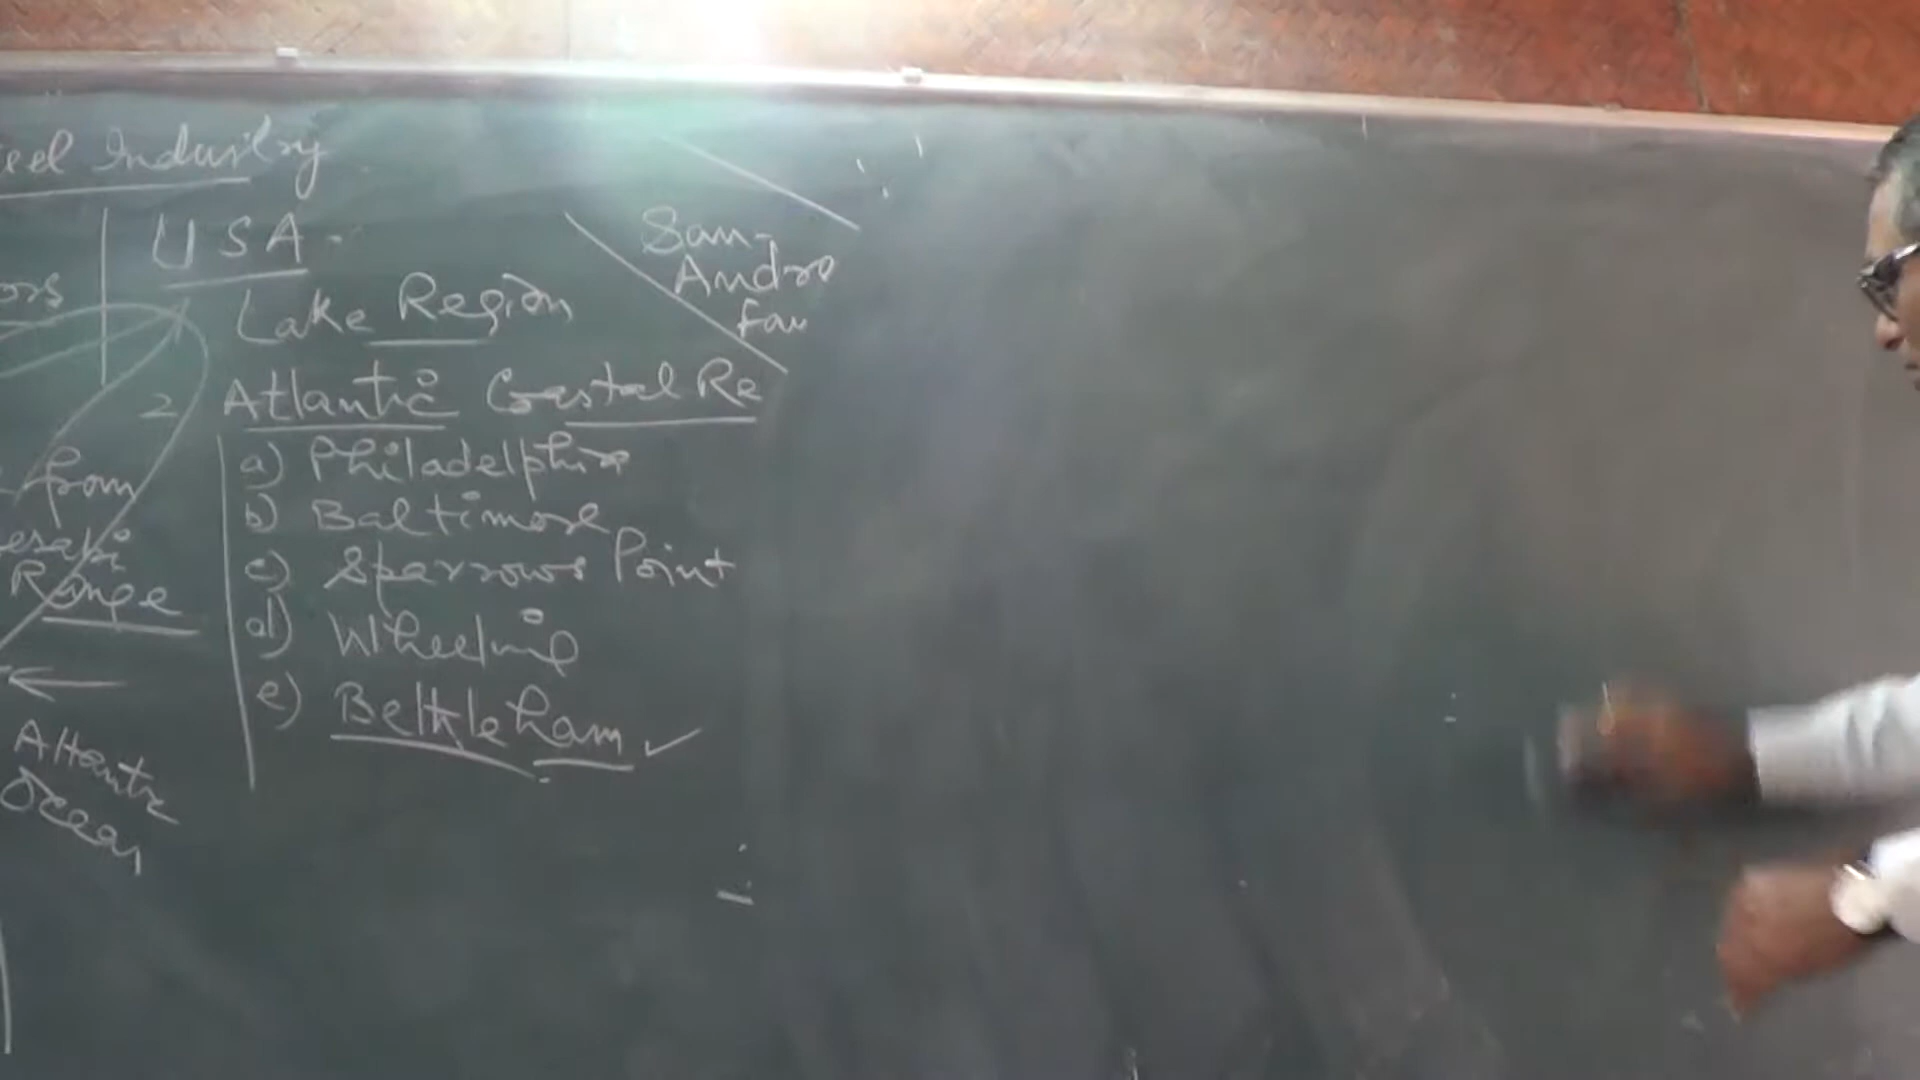 eel Industry
USA
ors
Lake Region
San-
Andre
fau
2 Atlantic Coastal Re
a) Philadelphia
from
b) Baltimore
esabi
Range
c) Sparrows Point
d) Wheeling
e) Bethleham ✓
Atlantic
Ocean